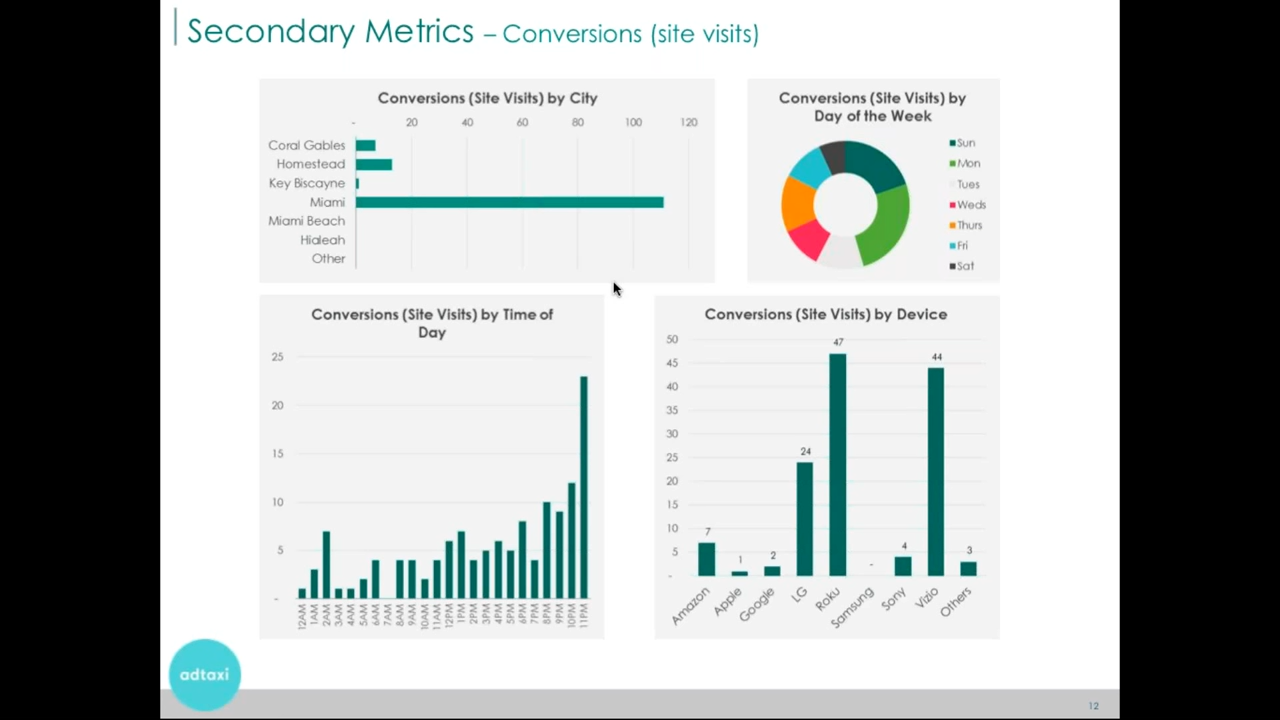 Secondary Metrics – Conversions (site visits)
Conversions (Site Visits) by City
- 20 40 60 80 100 120
Coral Gables
Homestead
Key Biscayne
Miami
Miami Beach
Hialeah
Other
Conversions (Site Visits) by
Day of the Week
Sun
Mon
Tues
Weds
Thurs
Fri
Sat
Conversions (Site Visits) by Time of
Day
25
20
15
10
5
-
12AM 1AM 2AM 3AM 4AM 5AM 6AM 7AM 8AM 9AM 10AM 11AM 12PM 1PM 2PM 3PM 4PM 5PM 6PM 7PM 8PM 9PM 10PM 11PM
Conversions (Site Visits) by Device
50
45
40
35
30
25
20
15
10
5
-
7 1 2 24 47 - 4 44 3
Amazon Apple Google LG Roku Samsung Sony Vizio Others
adtaxi
12